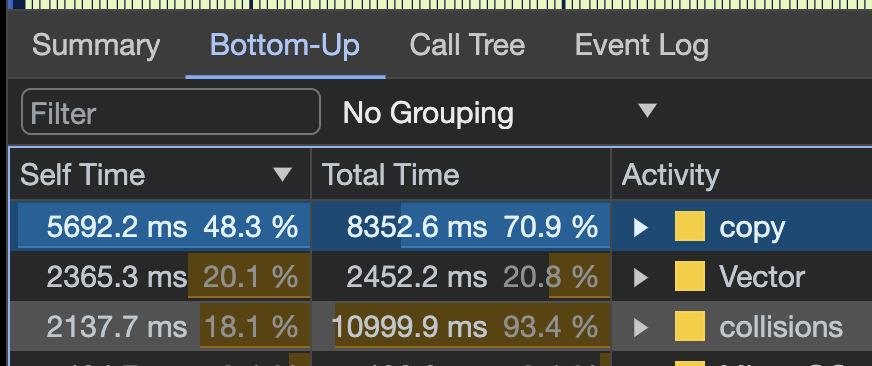 Summary Bottom-Up Call Tree Event Log
Filter No Grouping ▼
Self Time ▼ Total Time Activity
5692.2 ms 48.3 % 8352.6 ms 70.9 % ▶ copy
2365.3 ms 20.1 % 2452.2 ms 20.8 % ▶ Vector
2137.7 ms 18.1 % 10999.9 ms 93.4 % ▶ collisions